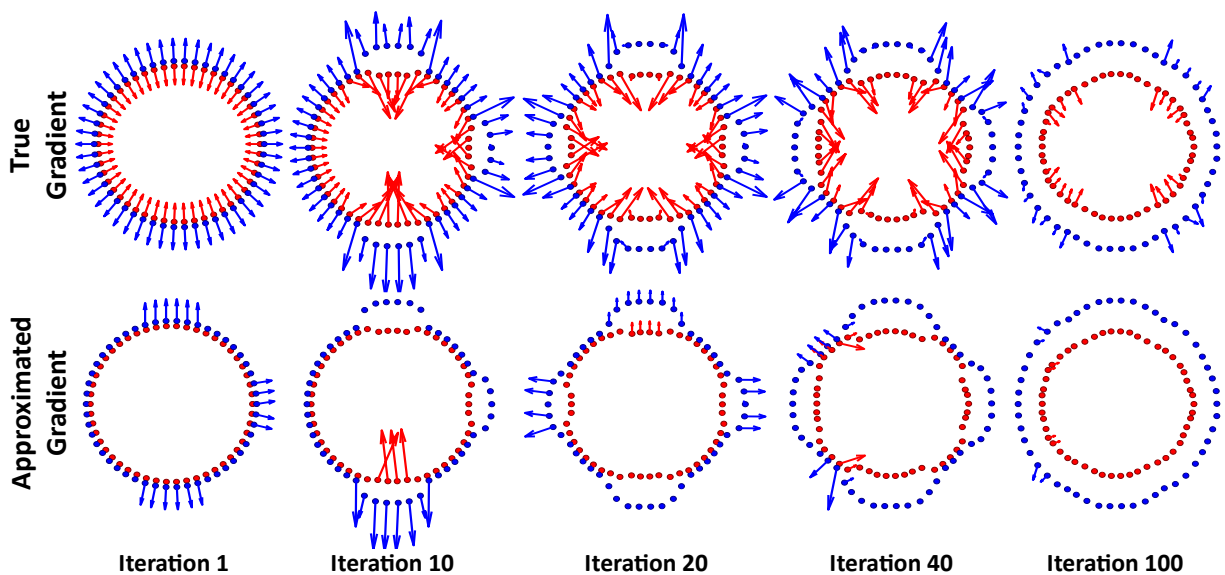 True
Gradient
Approximated
Gradient
Iteration 1
Iteration 10
Iteration 20
Iteration 40
Iteration 100